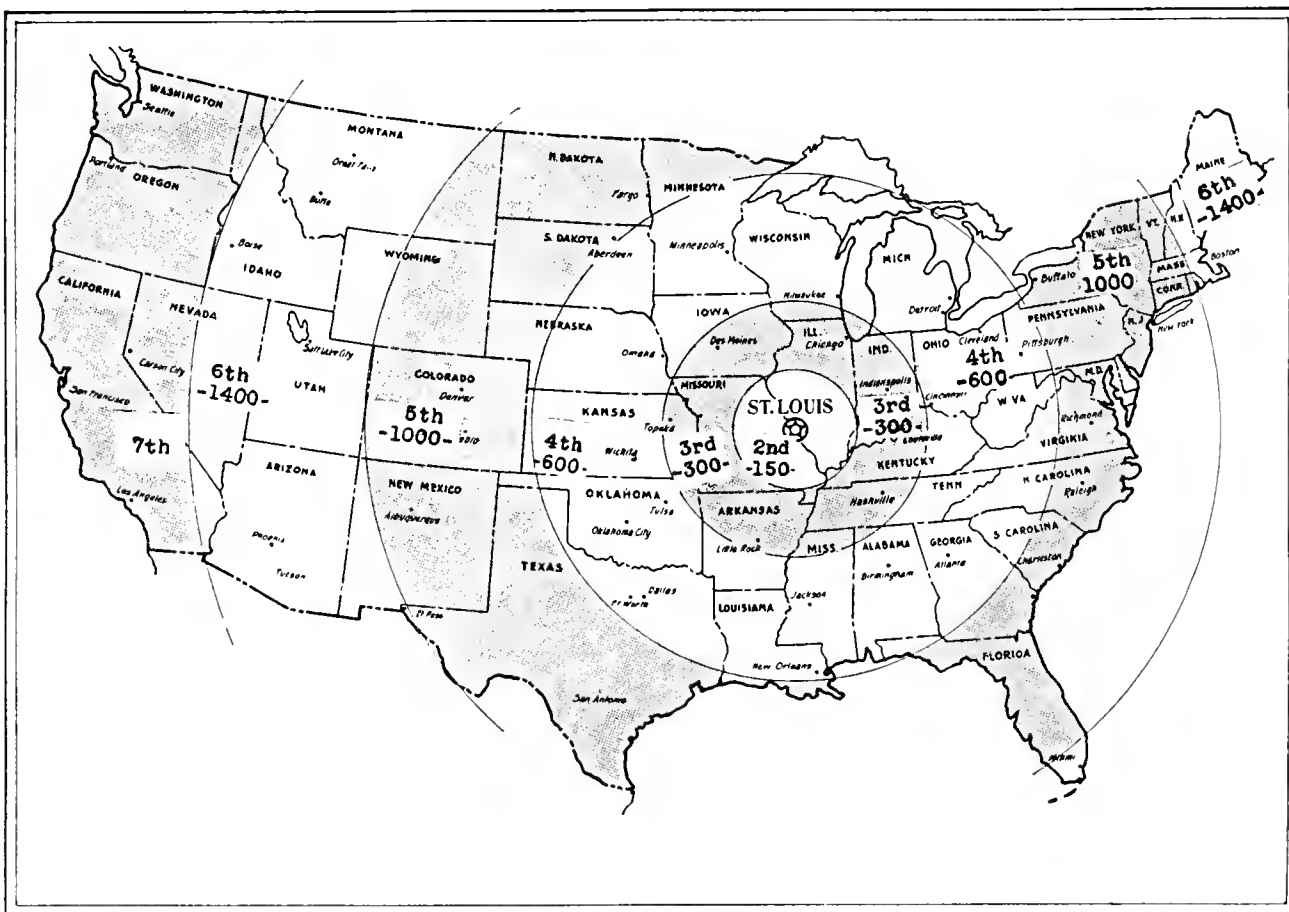 WASHINGTON
Seattle
MONTANA
Great Falls
Butte
N. DAKOTA
Fargo
MINNESOTA
Minneapolis
MAINE
6th
-1400-
Portland
OREGON
Boise
IDAHO
WYOMING
S. DAKOTA
Aberdeen
WISCONSIN
Milwaukee
MICH
Detroit
NEW YORK
Buffalo
5th
1000
VT.
N.H
MASS
Boston
CONN.
New York
CALIFORNIA
NEVADA
Carson City
San Francisco
6th
-1400-
Salt Lake City
UTAH
COLORADO
Denver
5th
-1000-
NEBRASKA
Omaha
IOWA
Des Moines
ILL.
Chicago
IND.
Indianapolis
OHIO
Cleveland
4th
-600-
Cincinnati
PENNSYLVANIA
Pittsburgh
N.J
M.D.
W VA
Richmond
VIRGIKIA
7th
Los Angeles
ARIZONA
Phoenix
Tucson
NEW MEXICO
Albuquerque
El Paso
KANSAS
Topeka
4th
-600-
Wichita
MISSOURI
3rd
-300-
ST. LOUIS
2nd
-150-
3rd
-300-
Louisville
KENTUCKY
OKLAHOMA
Tulsa
Oklahoma City
ARKANSAS
Little Rock
Nashville
TENN
N CAROLINA
Raleigh
S CAROLINA
Charleston
TEXAS
Dallas
Ft Worth
San Antonio
LOUISIAMA
New Orleans
MISS.
Jackson
ALABAMA
Birmingham
GEORGIA
Atlanta
FLORIDA
Miami